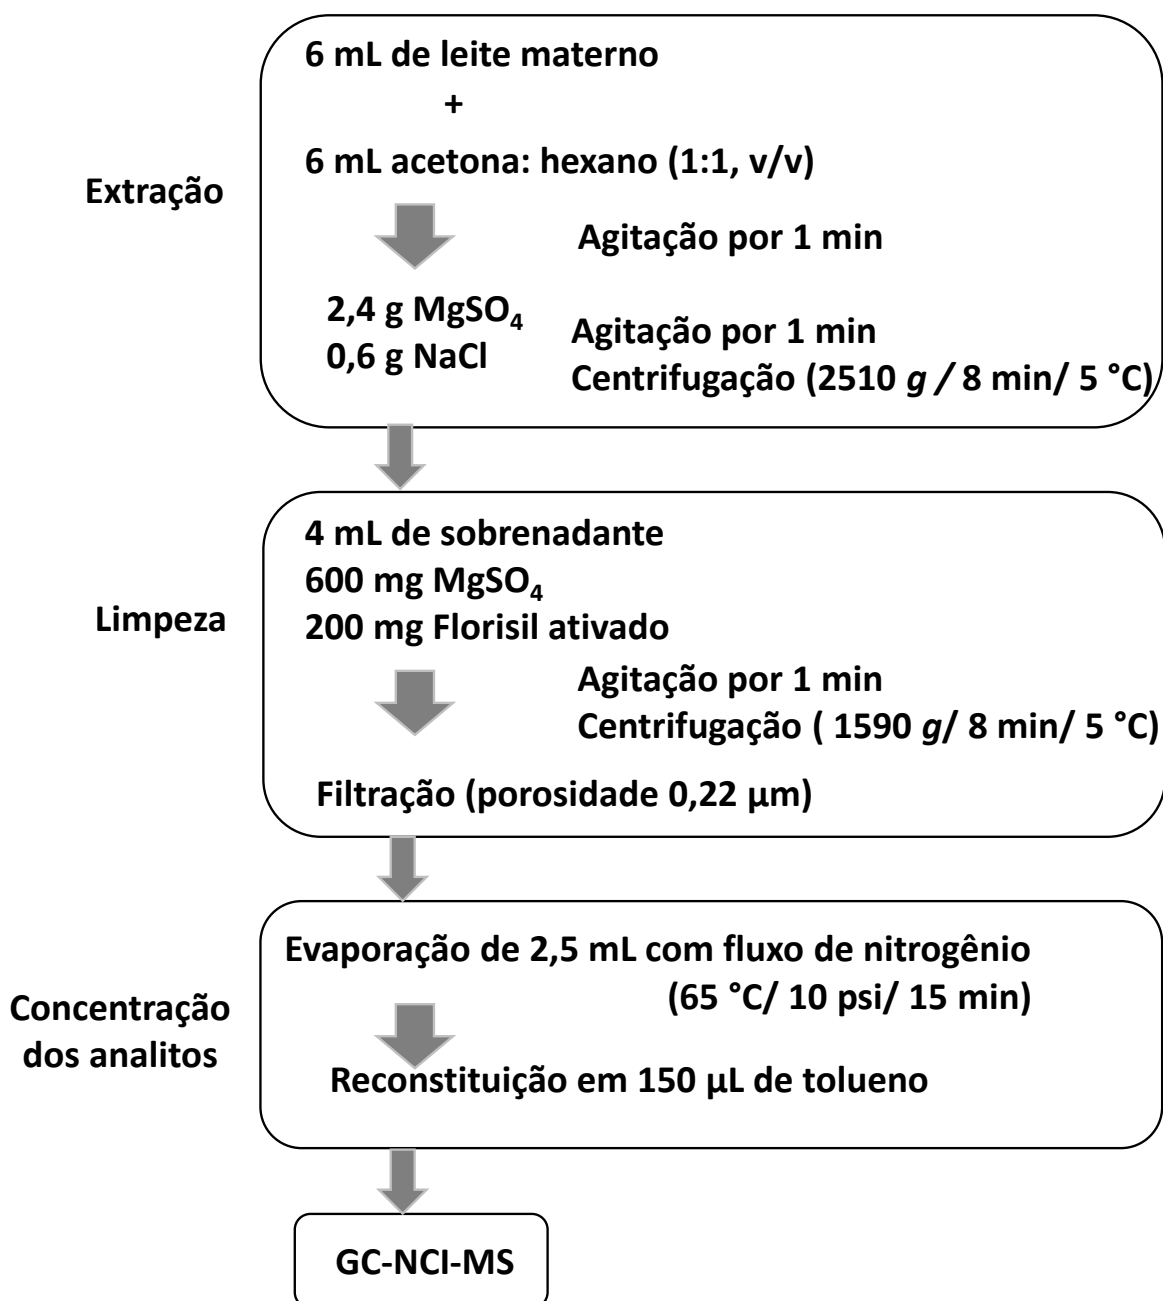 6 mL de leite materno
+
6 mL acetona: hexano (1:1, v/v)
Extração
Agitação por 1 min
2,4 g MgSO₄
0,6 g NaCl
Agitação por 1 min
Centrifugação (2510 g / 8 min/ 5 °C)
4 mL de sobrenadante
600 mg MgSO₄
Limpeza
200 mg Florisil ativado
Agitação por 1 min
Centrifugação ( 1590 g/ 8 min/ 5 °C)
Filtração (porosidade 0,22 µm)
Evaporação de 2,5 mL com fluxo de nitrogênio
(65 °C/ 10 psi/ 15 min)
Concentração
dos analitos
Reconstituição em 150 µL de tolueno
GC-NCI-MS